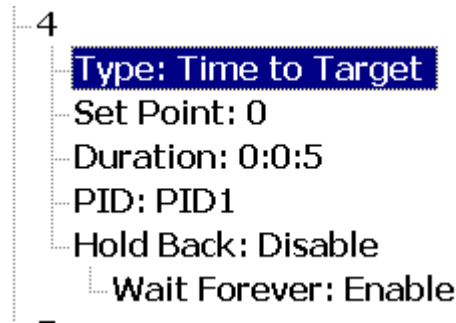 4
Type: Time to Target
Set Point: 0
Duration: 0:0:5
PID: PID1
Hold Back: Disable
Wait Forever: Enable